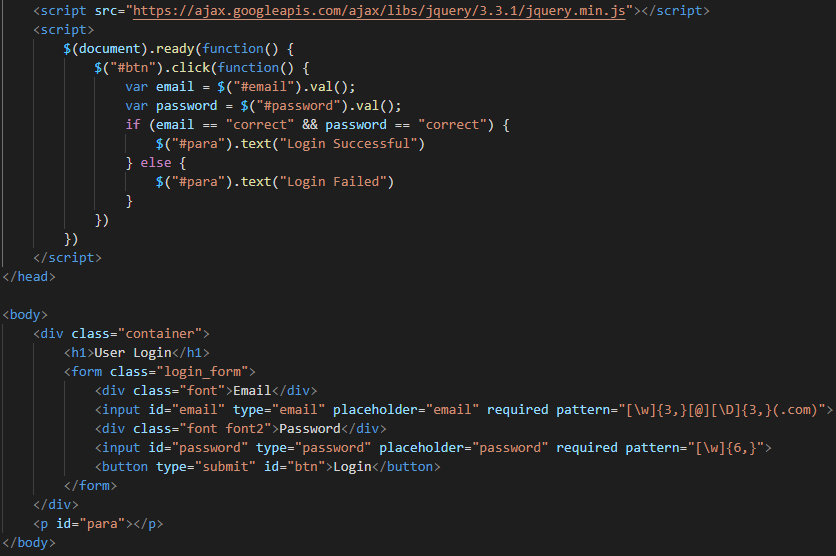 <script src="https://ajax.googleapis.com/ajax/libs/jquery/3.3.1/jquery.min.js"></script>
<script>
$(document).ready(function() {
$("#btn").click(function() {
var email = $("#email").val();
var password = $("#password").val();
if (email == "correct" && password == "correct") {
$("#para").text("Login Successful")
} else {
$("#para").text("Login Failed")
}
})
})
</script>
</head>
<body>
<div class="container">
<h1>User Login</h1>
<form class="login_form">
<div class="font">Email</div>
<input id="email" type="email" placeholder="email" required pattern="[\w]{3,}[@][\D]{3,}(.com)">
<div class="font font2">Password</div>
<input id="password" type="password" placeholder="password" required pattern="[\w]{6,}">
<button type="submit" id="btn">Login</button>
</form>
</div>
<p id="para"></p>
</body>